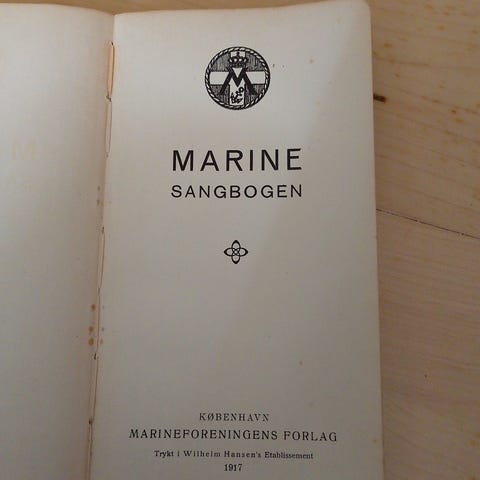 M
MARINE
SANGBOGEN
KØBENHAVN
MARINEFORENINGENS FORLAG
Trykt i Wilhelm Hansen's Etablissement
1917